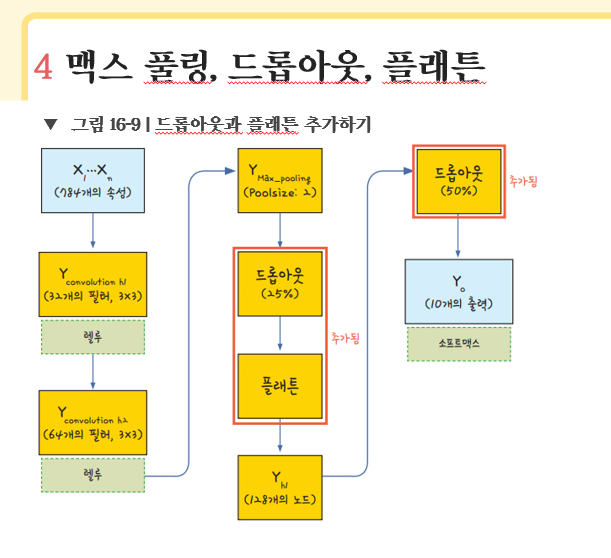 4 맥스 풀링, 드롭아웃, 플래튼
▼ 그림 16-9 | 드롭아웃과 플래튼 추가하기
X1...Xn
(784개의 속성)
Yconvolution h1
(32개의 필터, 3X3)
렐루
Yconvolution h2
(64개의 필터, 3X3)
렐루
YMax_pooling
(Poolsize: 2)
드롭아웃
(25%)
플래튼
추가됨
Yh1
(128개의 노드)
드롭아웃
(50%)
추가됨
Yo
(10개의 출력)
소프트맥스